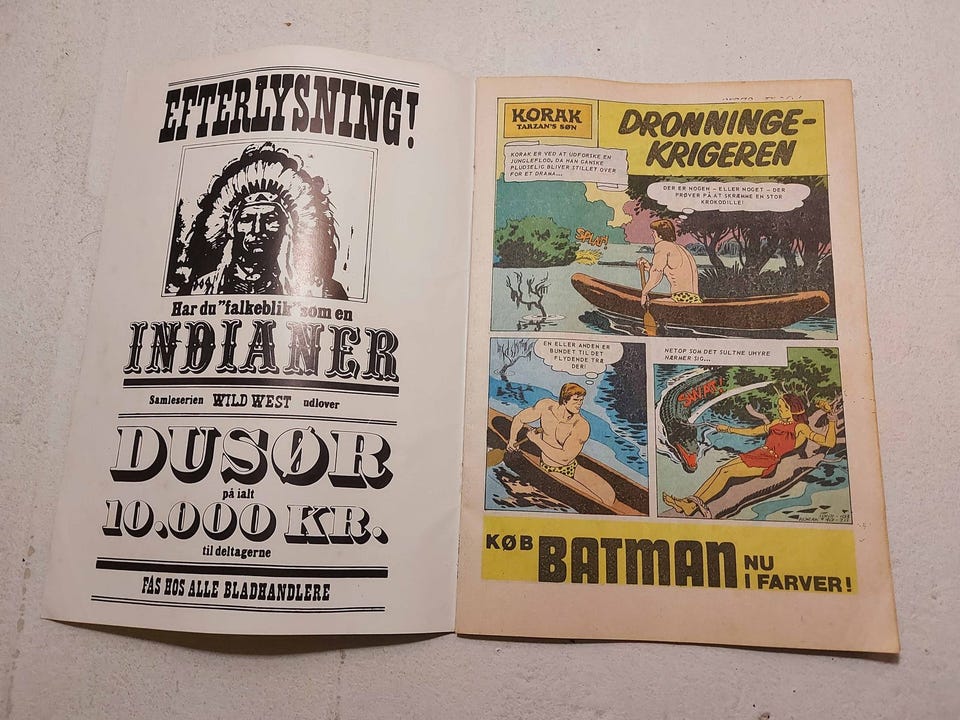 EFTERLYSNING!
Har du "falkeblik" som en
INDIANER
Samleserien WILD WEST udlover
DUSØR
på ialt
10.000 KR.
til deltagerne
FÅS HOS ALLE BLADHANDLERE
KORAK
TARZAN'S SØN
DRONNINGE-
KRIGEREN
KORAK ER VED AT UDFORSKE EN
JUNGLEFLOD, DA HAN GANSKE
PLUDSELIG BLIVER STILLET OVER
FOR ET DRAMA...
DER ER NOGEN - ELLER NOGET - DER
PRØVER PÅ AT SKRÆMME EN STOR
KROKODILLE!
SPLAT!
EN ELLER ANDEN ER
BUNDET TIL DET
FLYDENDE TRÆ
DER!
NETOP SOM DET SULTNE UHYRE
NÆRMER SIG...
KØB BATMAN NU
I FARVER!